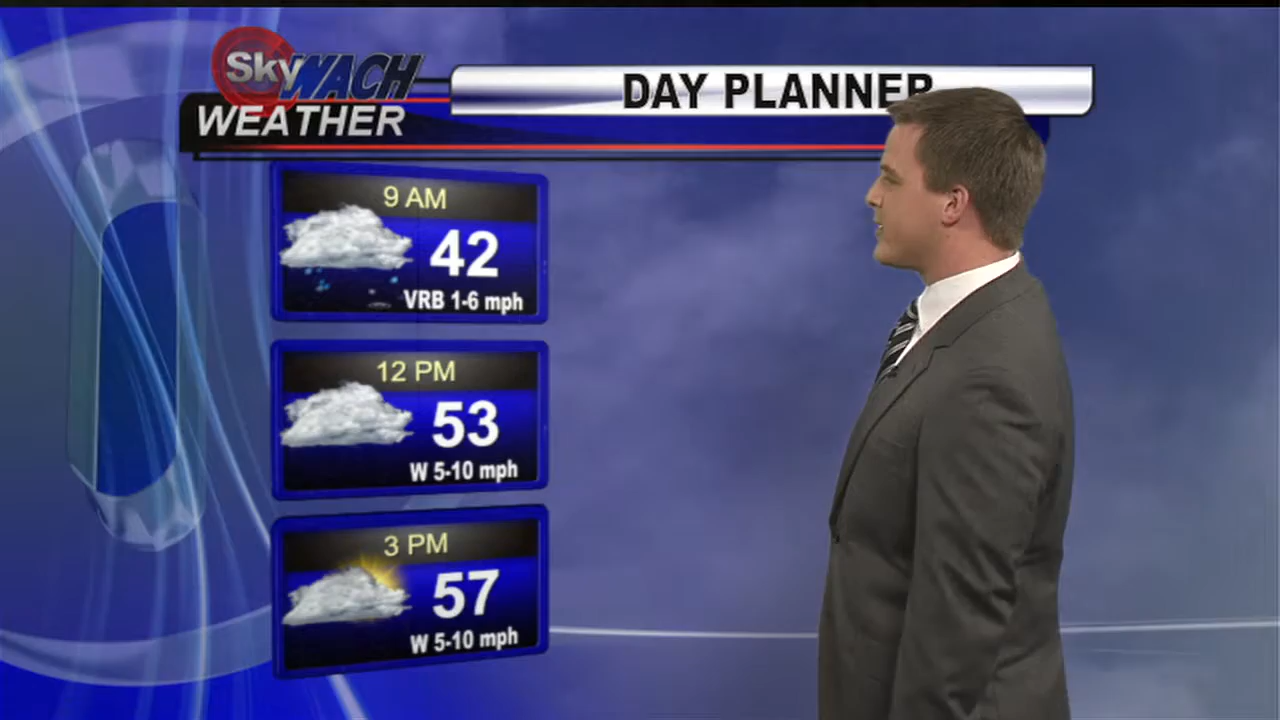 SkyWACH
WEATHER
DAY PLANNER
9 AM
42
VRB 1-6 mph
12 PM
53
W 5-10 mph
3 PM
57
W 5-10 mph